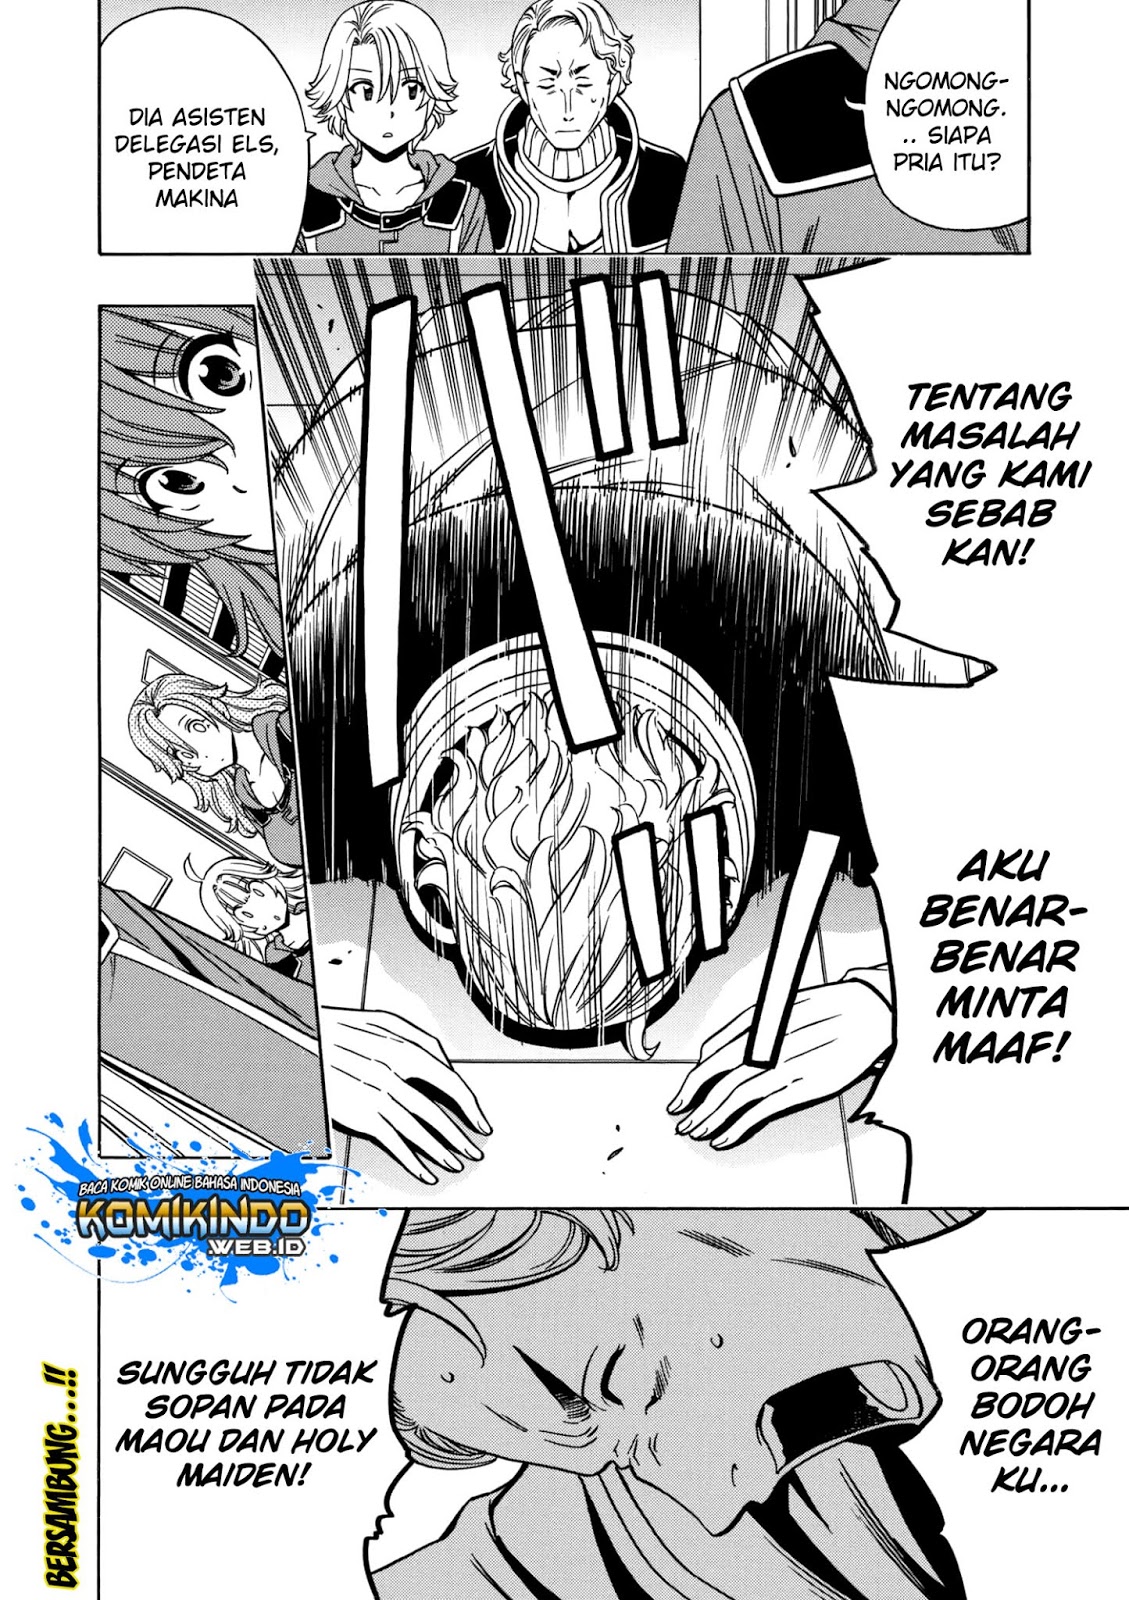 NGOMONG-
NGOMONG.
.. SIAPA
PRIA ITU?
DIA ASISTEN
DELEGASI ELS,
PENDETA
MAKINA
TENTANG
MASALAH
YANG KAMI
SEBAB
KAN!
AKU
BENAR-
BENAR
MINTA
MAAF!
ORANG-
ORANG
BODOH
NEGARA
KU...
SUNGGUH TIDAK
SOPAN PADA
MAOU DAN HOLY
MAIDEN!
BACA KOMIK ONLINE BAHASA INDONESIA
KOMIKINDO
WEB.ID
BERSAMBUNG...!!